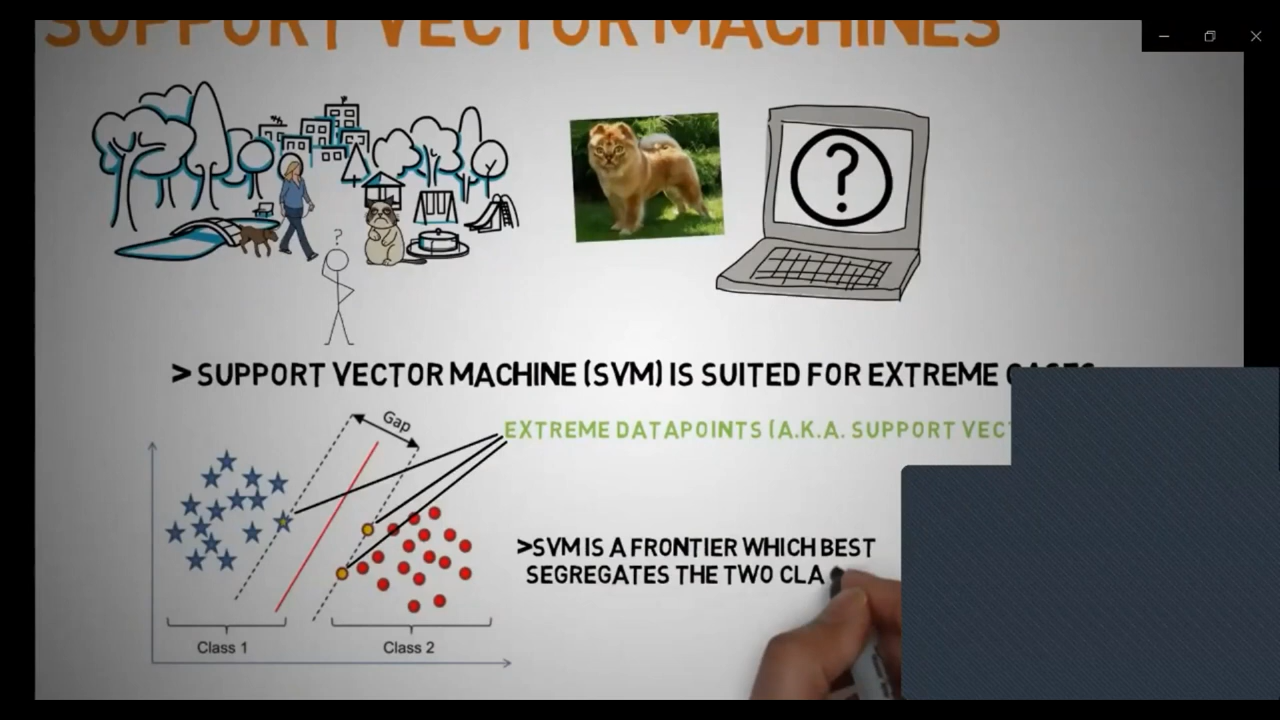 SUPPORT VECTOR MACHINES
?
?
> SUPPORT VECTOR MACHINE (SVM) IS SUITED FOR EXTREME
Gap
EXTREME DATAPOINTS (A.K.A. SUPPORT
>SVM IS A FRONTIER WHICH BEST
SEGREGATES THE TWO CLA
Class 1
Class 2